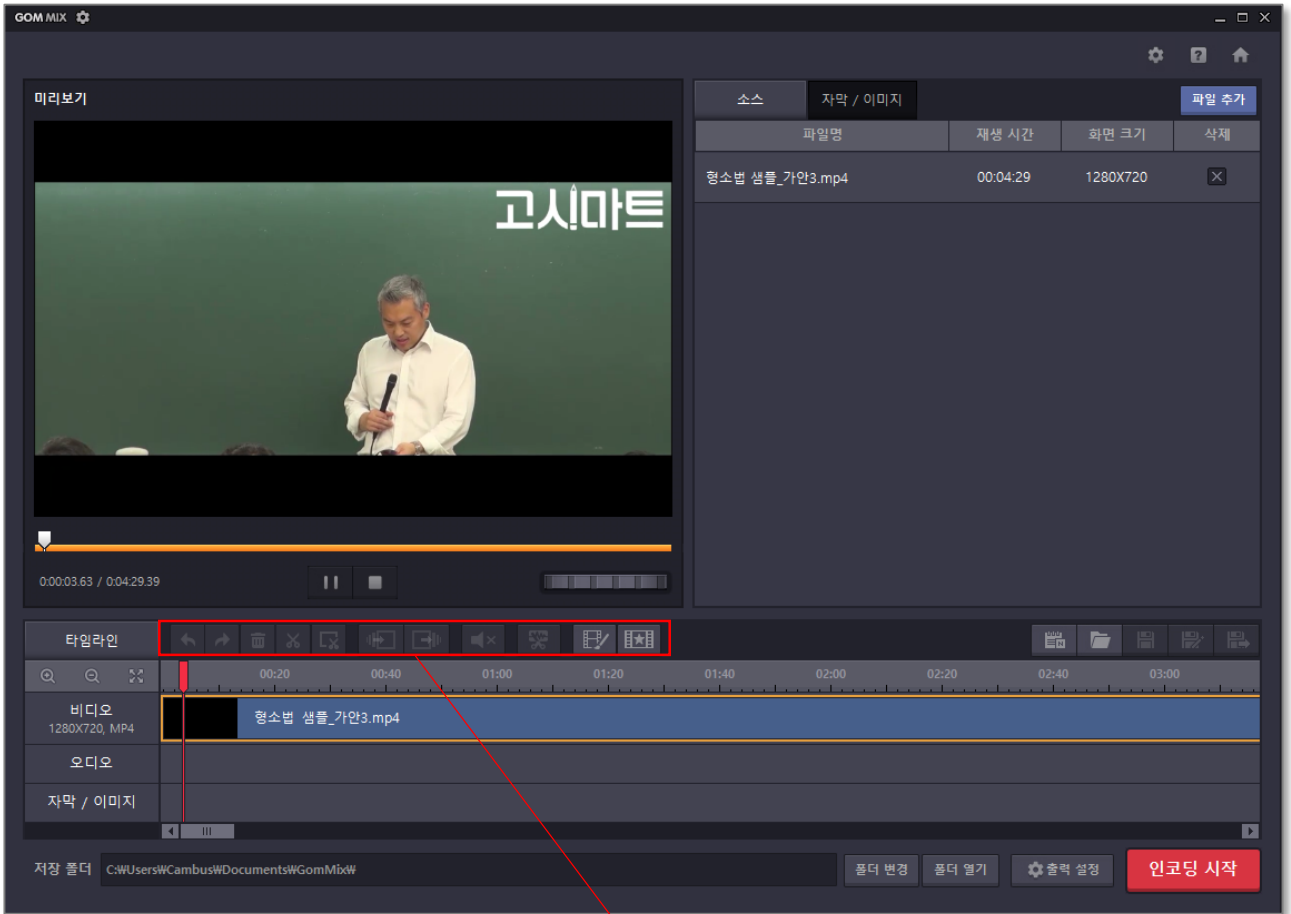 GOM MIX
미리보기
고시마트
0:00:03.63 / 0:04:29.39
소스
자막 / 이미지
파일 추가
파일명 재생 시간 화면 크기 삭제
형소법 샘플_가안3.mp4 00:04:29 1280X720
타임라인
00:20 00:40 01:00 01:20 01:40 02:00 02:20 02:40 03:00
비디오
1280X720, MP4
형소법 샘플_가안3.mp4
오디오
자막 / 이미지
저장 폴더 C:₩Users₩Cambus₩Documents₩GomMix₩ 폴더 변경 폴더 열기 출력 설정 인코딩 시작